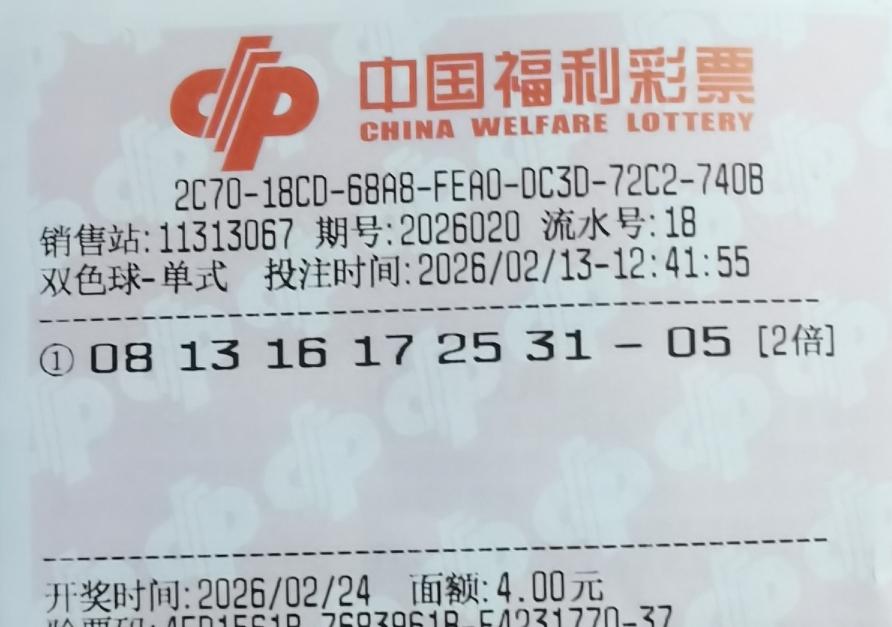 中国福利彩票
CHINA WELFARE LOTTERY
2C70-18CD-68A8-FEA0-DC3D-72C2-740B
销售站:11313067 期号:2026020 流水号:18
双色球-单式 投注时间:2026/02/13-12:41:55
① 08 13 16 17 25 31 - 05 [2倍]
开奖时间:2026/02/24 面额:4.00元
验票码: